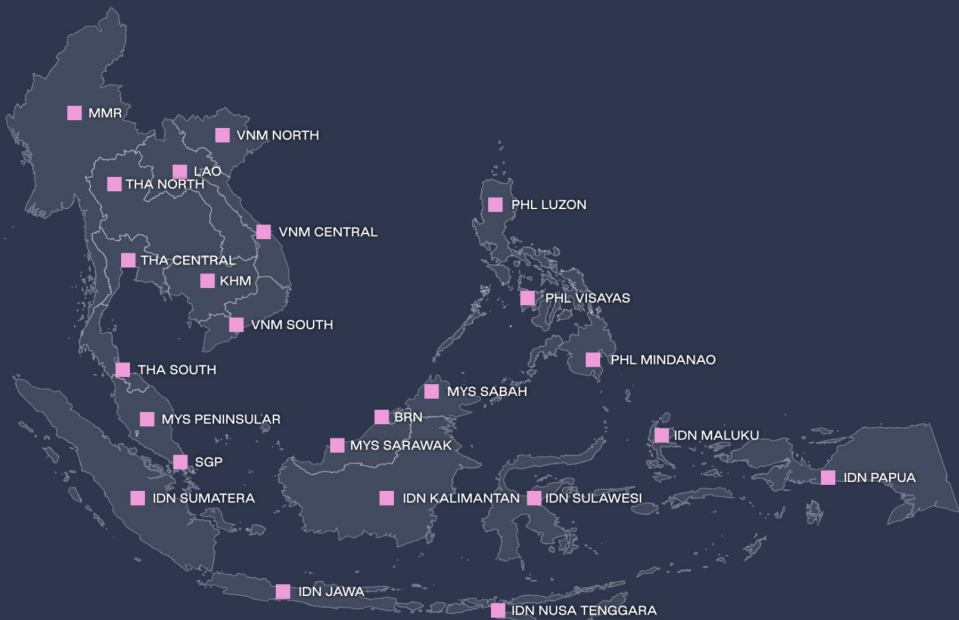 MMR
VNM NORTH
LAO
THA NORTH
PHL LUZON
VNM CENTRAL
THA CENTRAL
KHM
PHL VISAYAS
VNM SOUTH
PHL MINDANAO
THA SOUTH
MYS SABAH
BRN
MYS PENINSULAR
IDN MALUKU
MYS SARAWAK
SGP
IDN PAPUA
IDN SUMATERA
IDN KALIMANTAN
IDN SULAWESI
IDN JAWA
IDN NUSA TENGGARA